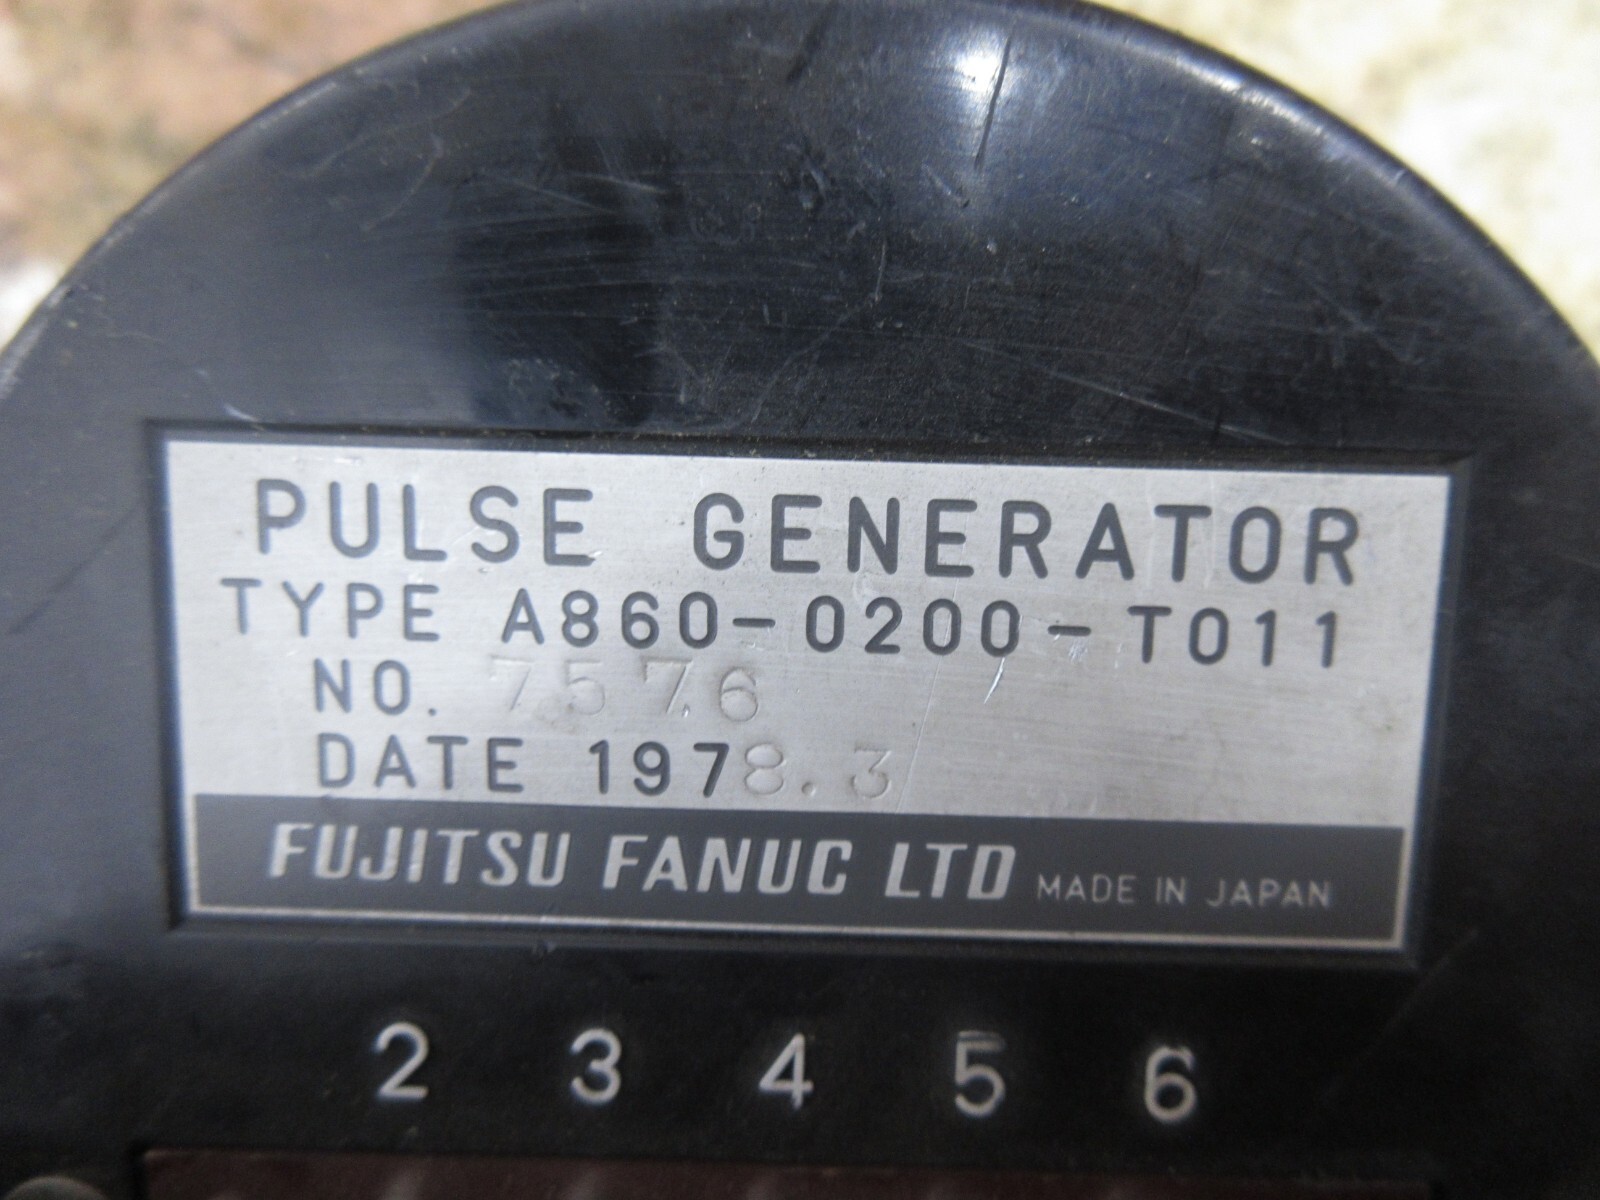 PULSE GENERATOR
TYPE A860-0200-T011
NO. 7576
DATE 1978.3
FUJITSU FANUC LTD MADE IN JAPAN
2 3 4 5 6